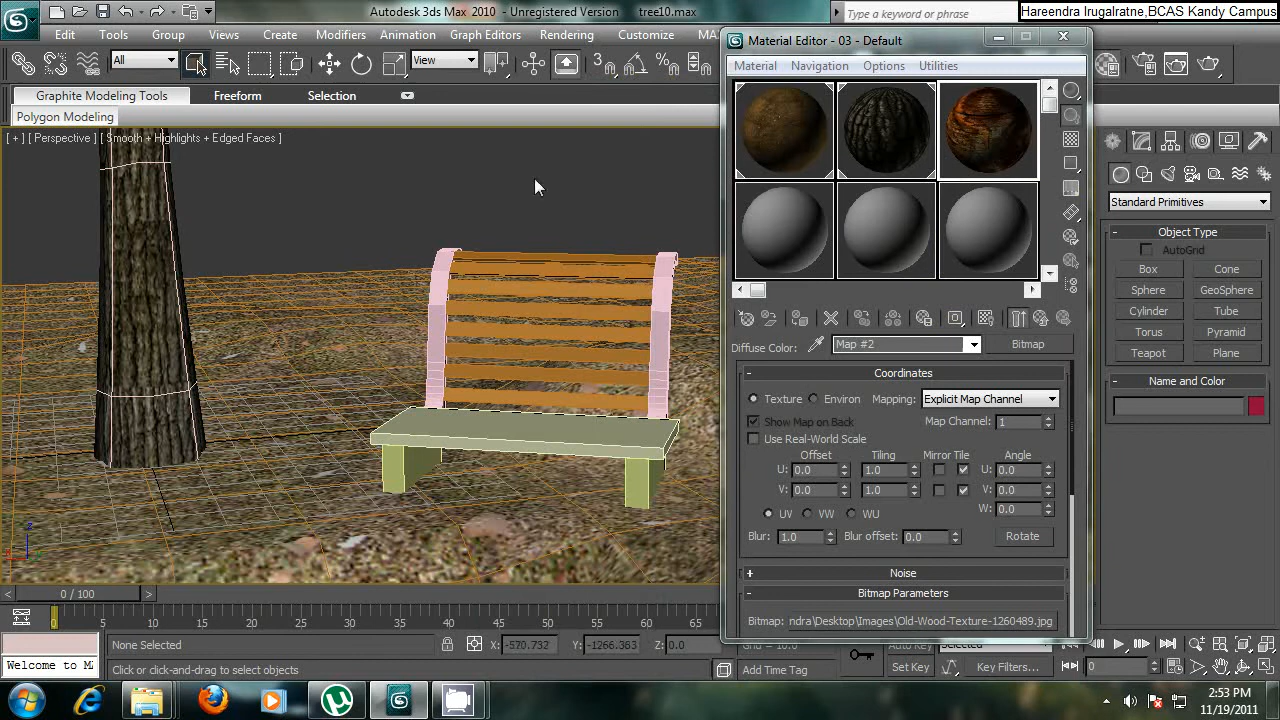 Autodesk 3ds Max 2010 - Unregistered Version tree10.max
Type a keyword or phrase
Hareendra Irugalratne,BCAS Kandy Campus
Edit Tools Group Views Create Modifiers Animation Graph Editors Rendering Customize MA
All
View
3
Graphite Modeling Tools Freeform Selection
Polygon Modeling
[ + ] [ Perspective ] [ Smooth + Highlights + Edged Faces ]
Material Editor - 03 - Default
Material Navigation Options Utilities
Diffuse Color: Map #2 Bitmap
- Coordinates
Texture Environ Mapping: Explicit Map Channel
Show Map on Back Map Channel: 1
Use Real-World Scale
Offset Tiling Mirror Tile Angle
U: 0.0 1.0 U: 0.0
V: 0.0 1.0 V: 0.0
W: 0.0
UV VW WU
Blur: 1.0 Blur offset: 0.0 Rotate
+ Noise
- Bitmap Parameters
Bitmap: ndra/Desktop\Images\Old-Wood-Texture-1260489.jpg
Standard Primitives
- Object Type
AutoGrid
Box Cone
Sphere GeoSphere
Cylinder Tube
Torus Pyramid
Teapot Plane
- Name and Color
z
x
< 0 / 100 >
0 5 10 15 20 25 30 35 40 45 50 55 60 65
None Selected X: -570.732 Y: -1266.363 Z: 0.0 Grid = 10.0 Auto Key Selected
Welcome to M
Click or click-and-drag to select objects Add Time Tag Set Key Key Filters... 0
2:53 PM
11/19/2011